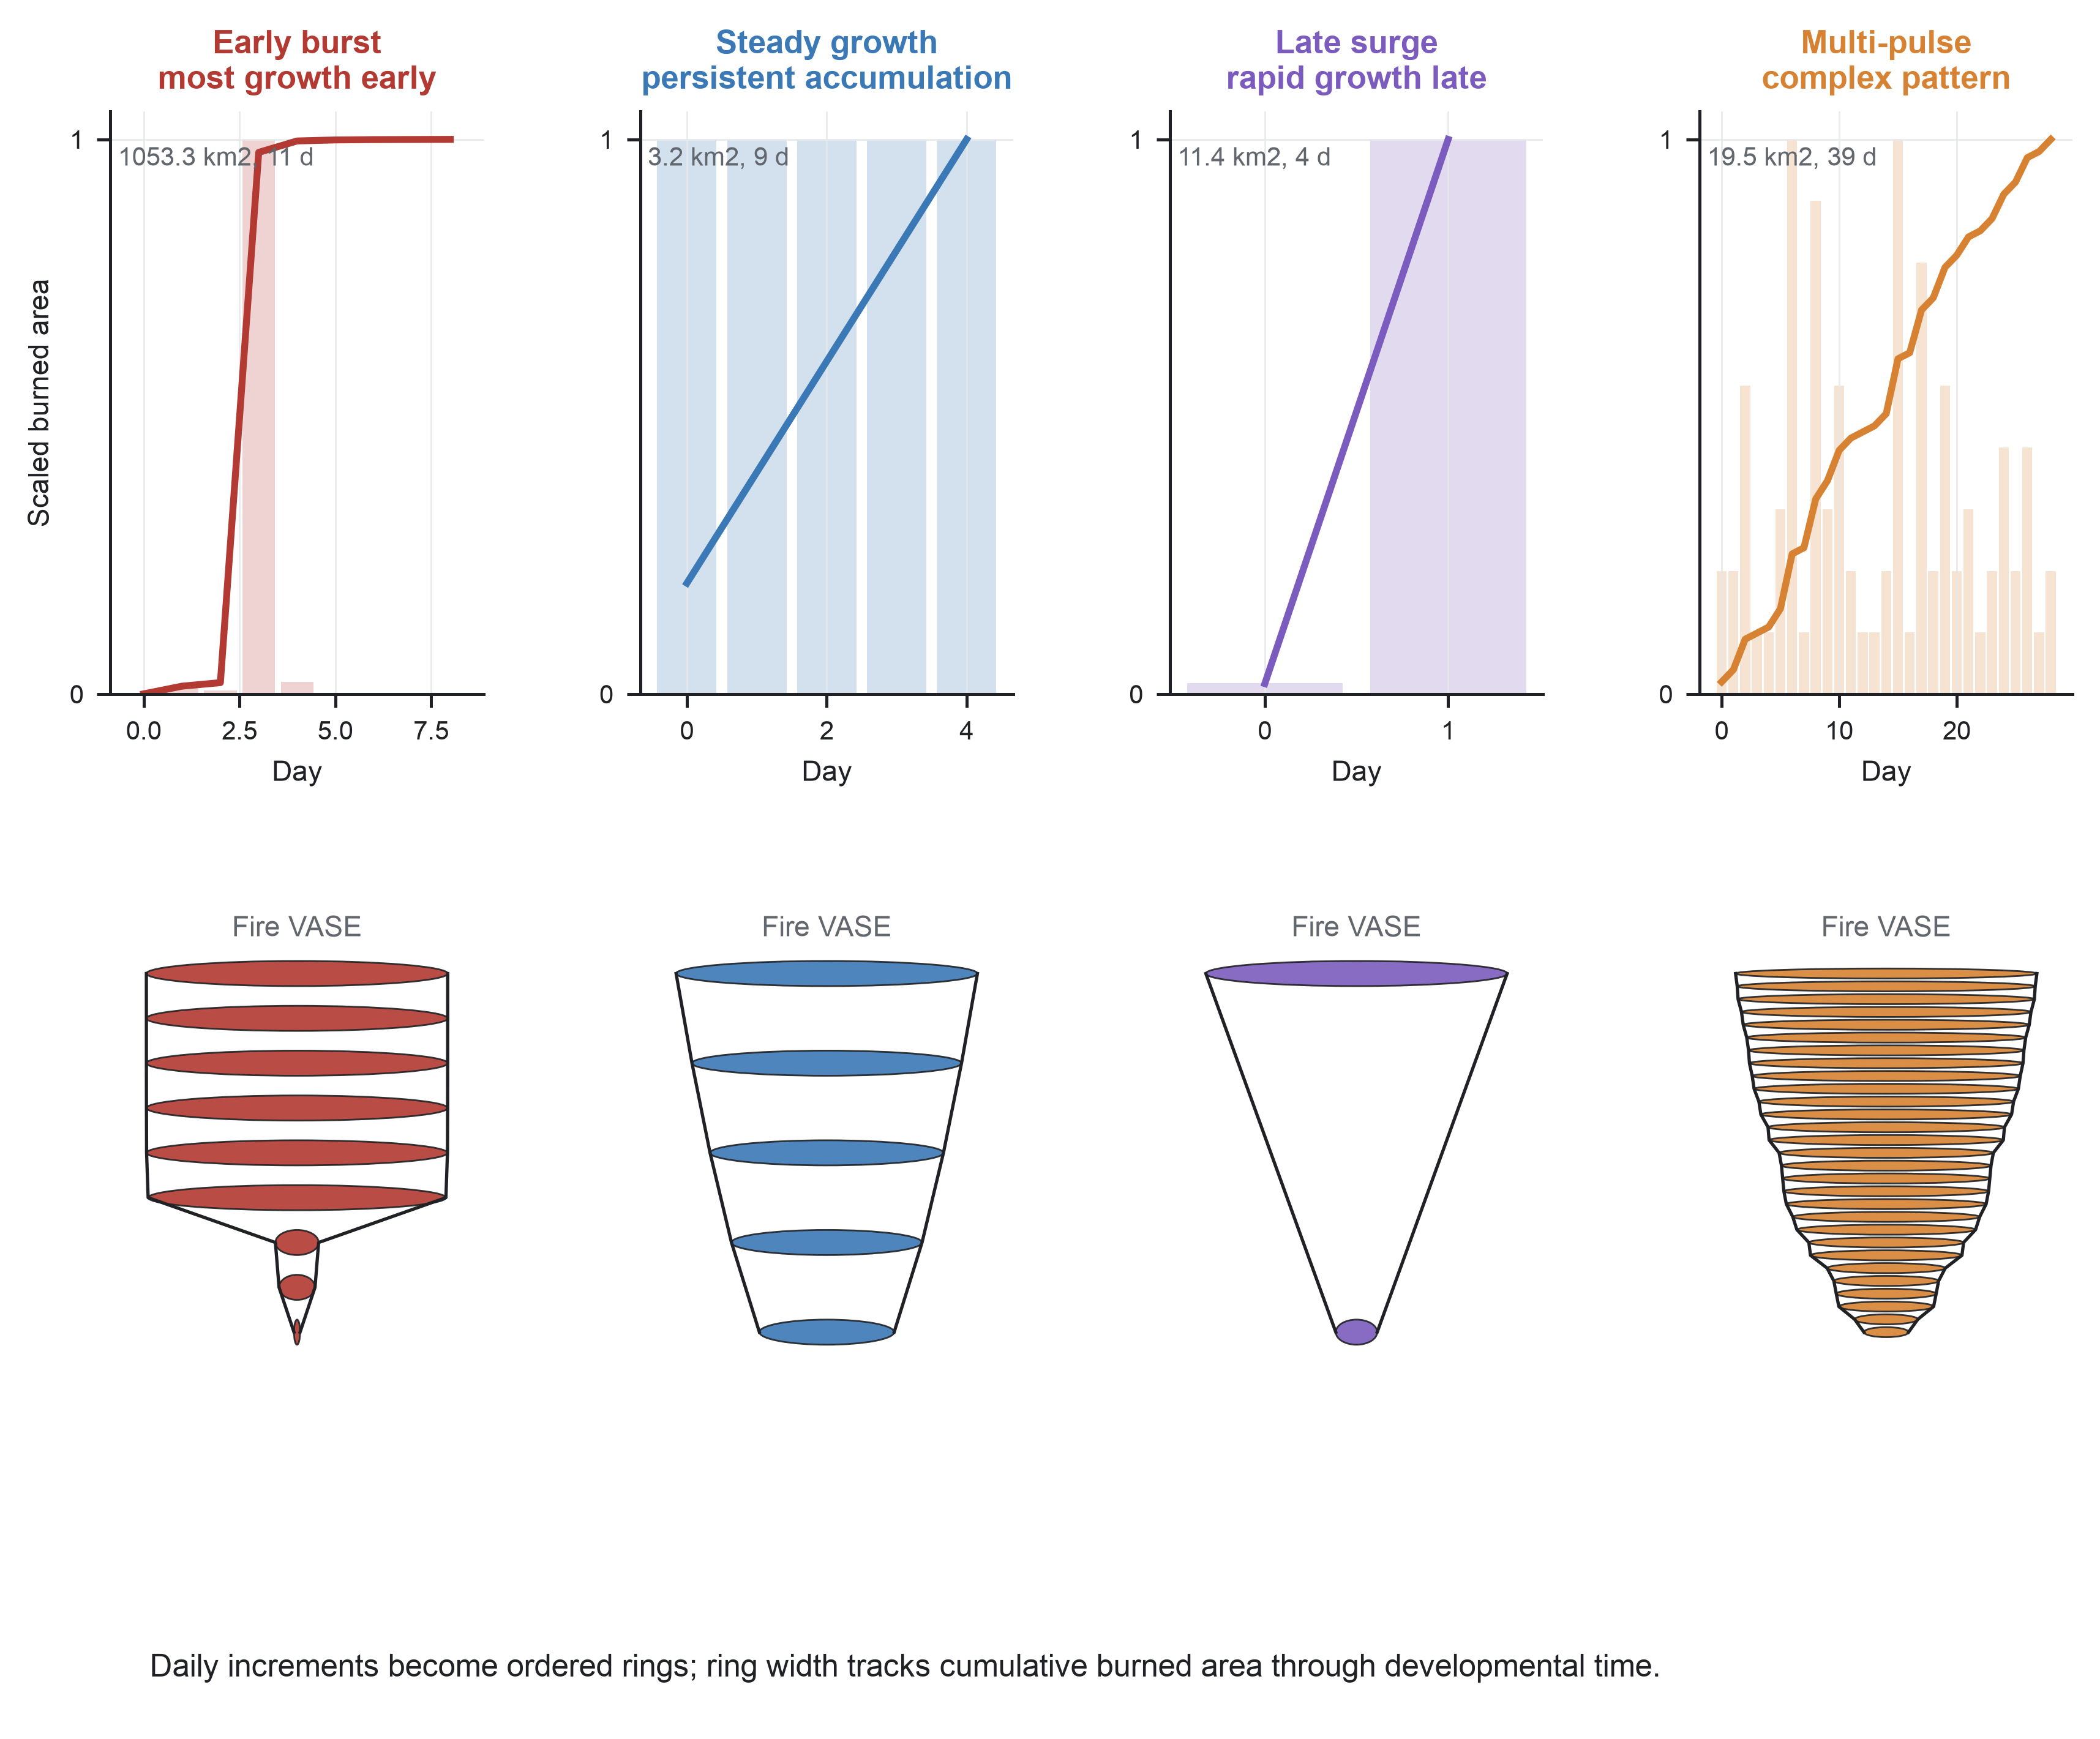 Early burst
most growth early
Steady growth
persistent accumulation
Late surge
rapid growth late
Multi-pulse
complex pattern
Scaled burned area
1
0
1053.3 km2, 11 d
0.0 2.5 5.0 7.5
Day
1
0
3.2 km2, 9 d
0 2 4
Day
1
0
11.4 km2, 4 d
0 1
Day
1
0
19.5 km2, 39 d
0 10 20
Day
Fire VASE
Fire VASE
Fire VASE
Fire VASE
Daily increments become ordered rings; ring width tracks cumulative burned area through developmental time.